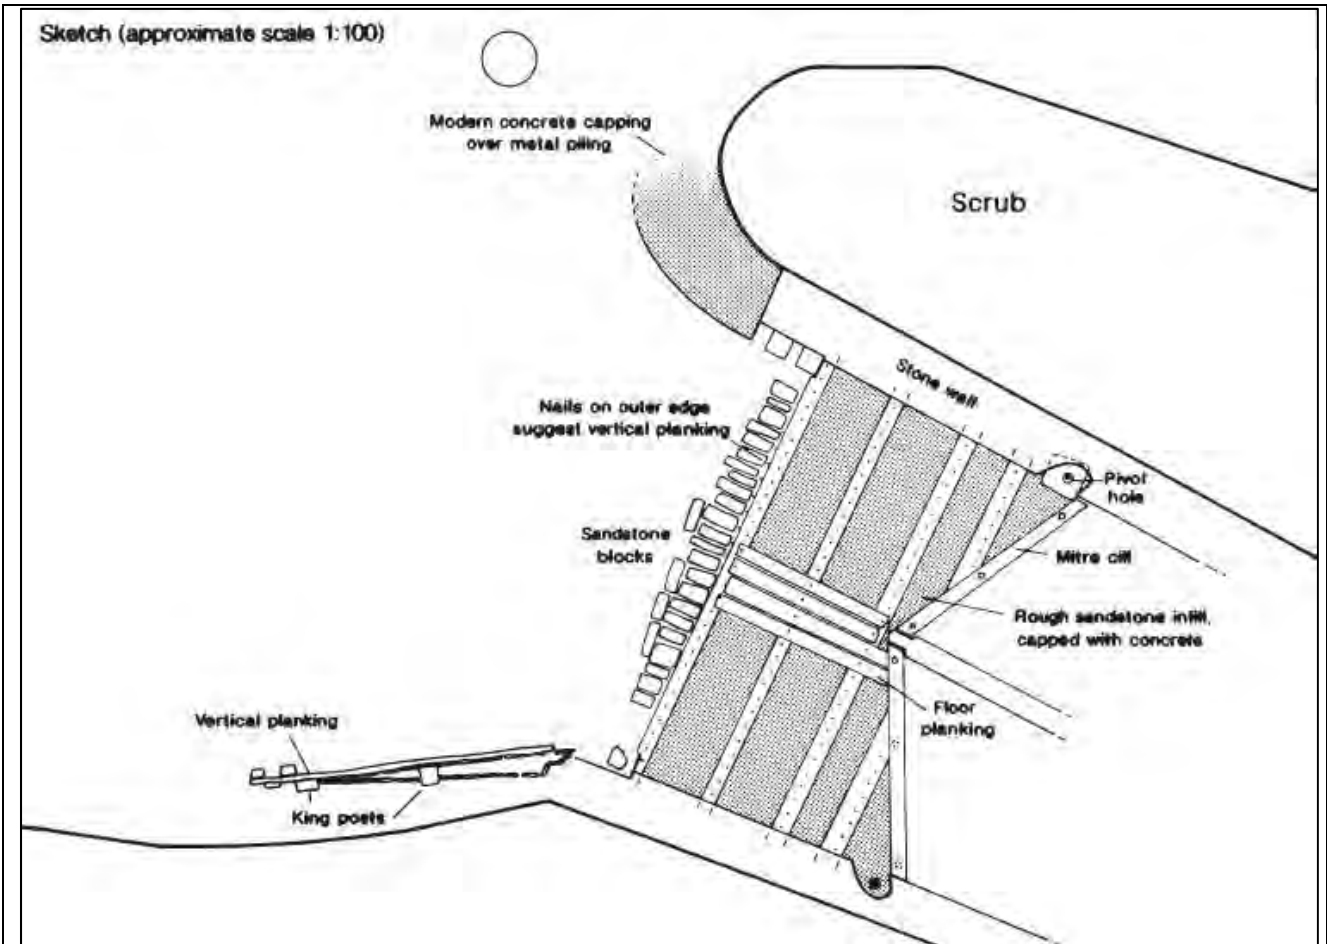 Sketch (approximate scale 1:100)
Modern concrete capping
over metal piling
Scrub
Stone wall
Nails on outer edge
suggest vertical planking
Pivot
hole
Sandstone
blocks
Mitre cill
Rough sandstone infill,
capped with concrete
Floor
planking
Vertical planking
King posts